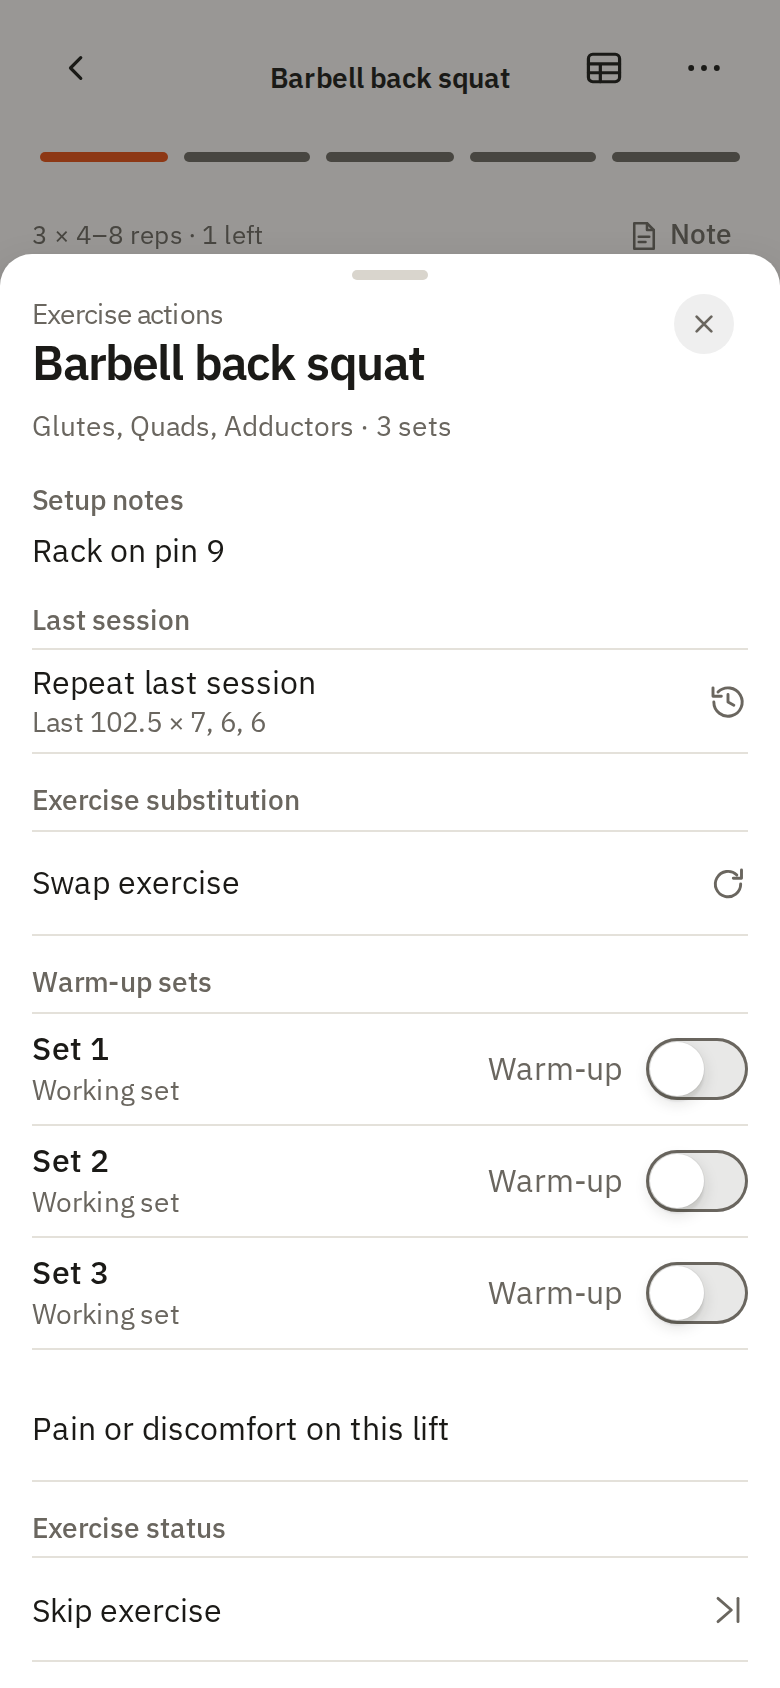 Barbell back squat
3 × 4–8 reps · 1 left
Note
Exercise actions
Barbell back squat
Glutes, Quads, Adductors · 3 sets
Setup notes
Rack on pin 9
Last session
Repeat last session
Last 102.5 × 7, 6, 6
Exercise substitution
Swap exercise
Warm-up sets
Set 1
Working set
Warm-up
Set 2
Working set
Warm-up
Set 3
Working set
Warm-up
Pain or discomfort on this lift
Exercise status
Skip exercise